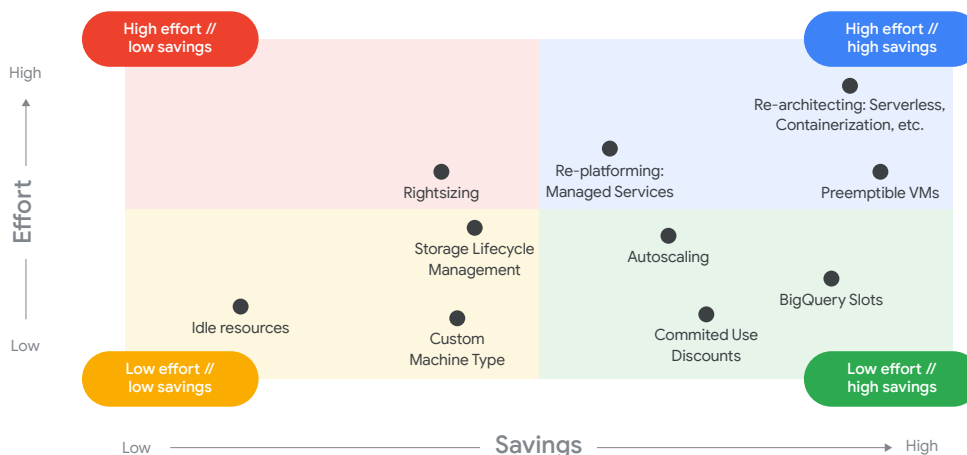 High effort //
low savings
High effort //
high savings
High
Re-architecting: Serverless,
Containerization, etc.
Re-platforming:
Managed Services
Rightsizing
Preemptible VMs
Effort
Storage Lifecycle
Management
Autoscaling
BigQuery Slots
Idle resources
Custom
Machine Type
Commited Use
Discounts
Low
Low effort //
low savings
Low effort //
high savings
Low
Savings
High